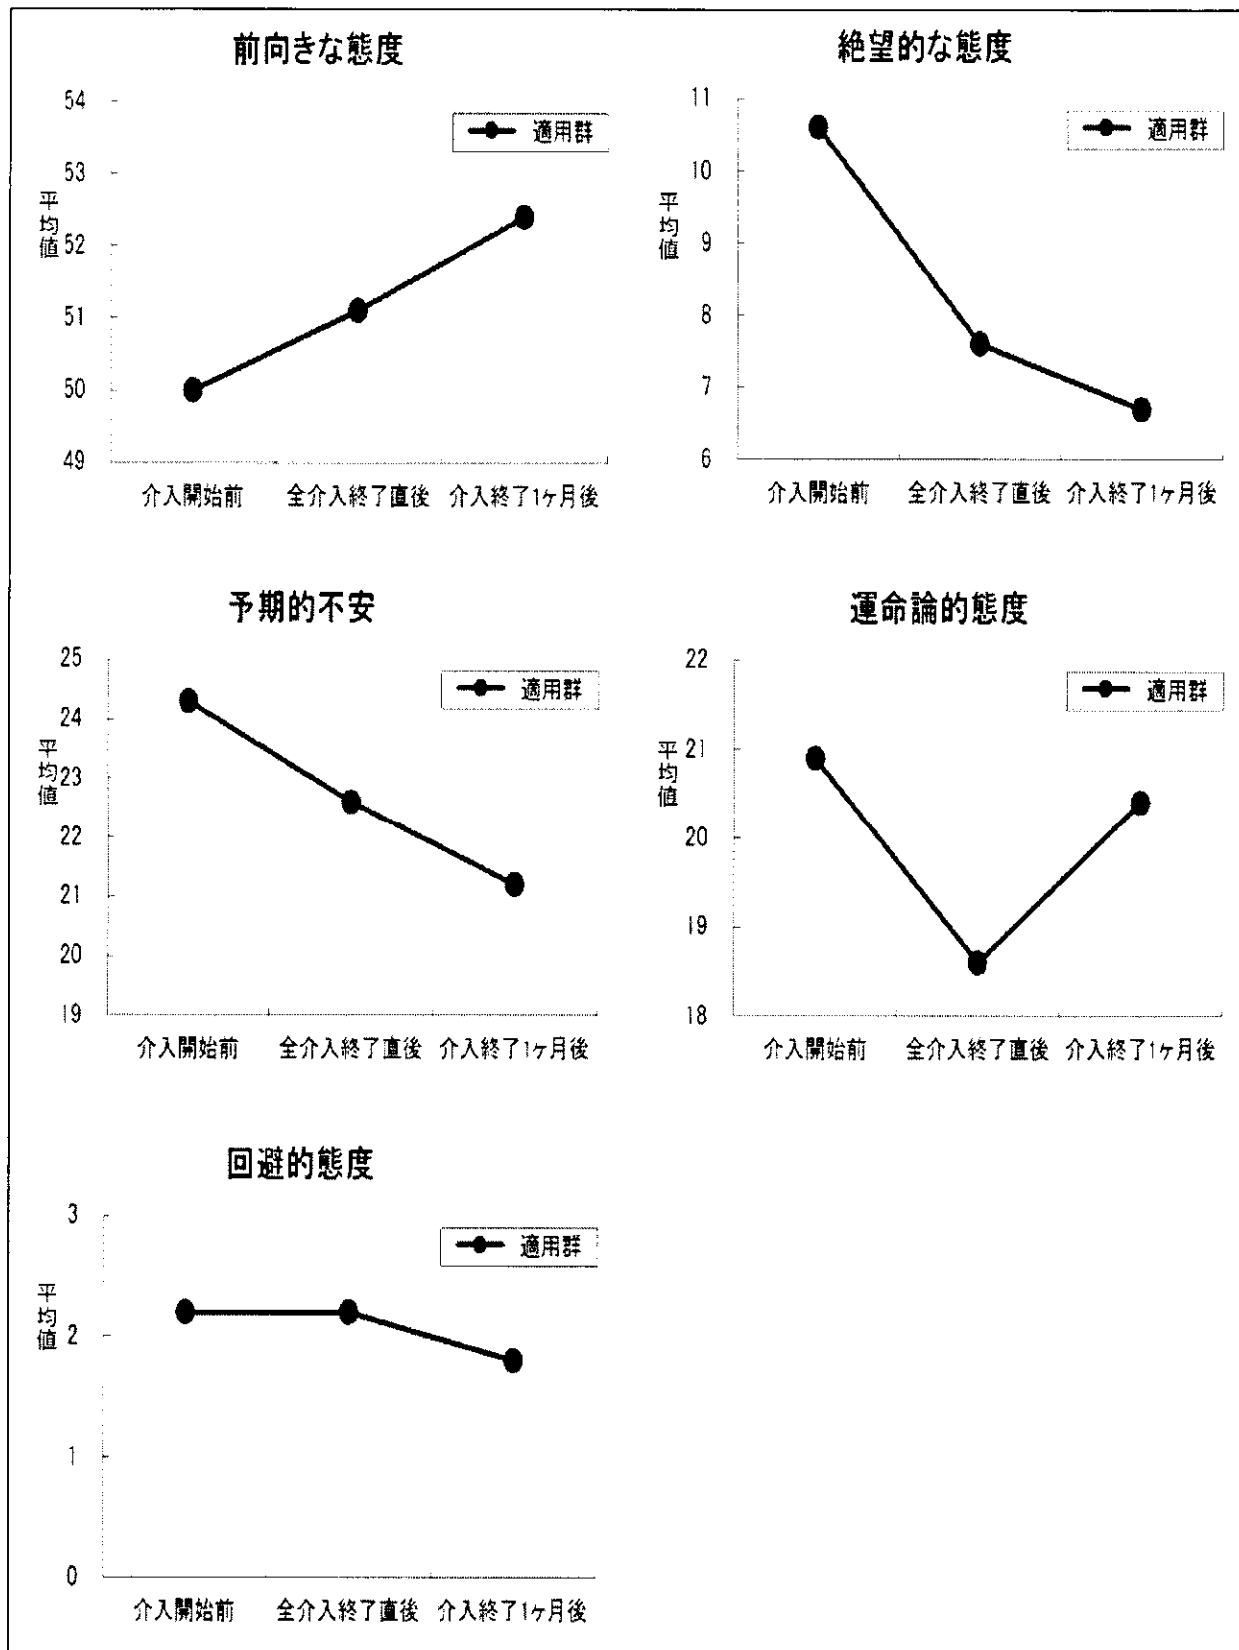 前向きな態度
適用群
平均値
54
53
52
51
50
49
介入開始前 全介入終了直後 介入終了1ヶ月後
絶望的な態度
適用群
平均値
11
10
9
8
7
6
介入開始前 全介入終了直後 介入終了1ヶ月後
予期的不安
適用群
平均値
25
24
23
22
21
20
19
介入開始前 全介入終了直後 介入終了1ヶ月後
運命論的態度
適用群
平均値
22
21
20
19
18
介入開始前 全介入終了直後 介入終了1ヶ月後
回避的態度
適用群
平均値
3
2
1
0
介入開始前 全介入終了直後 介入終了1ヶ月後